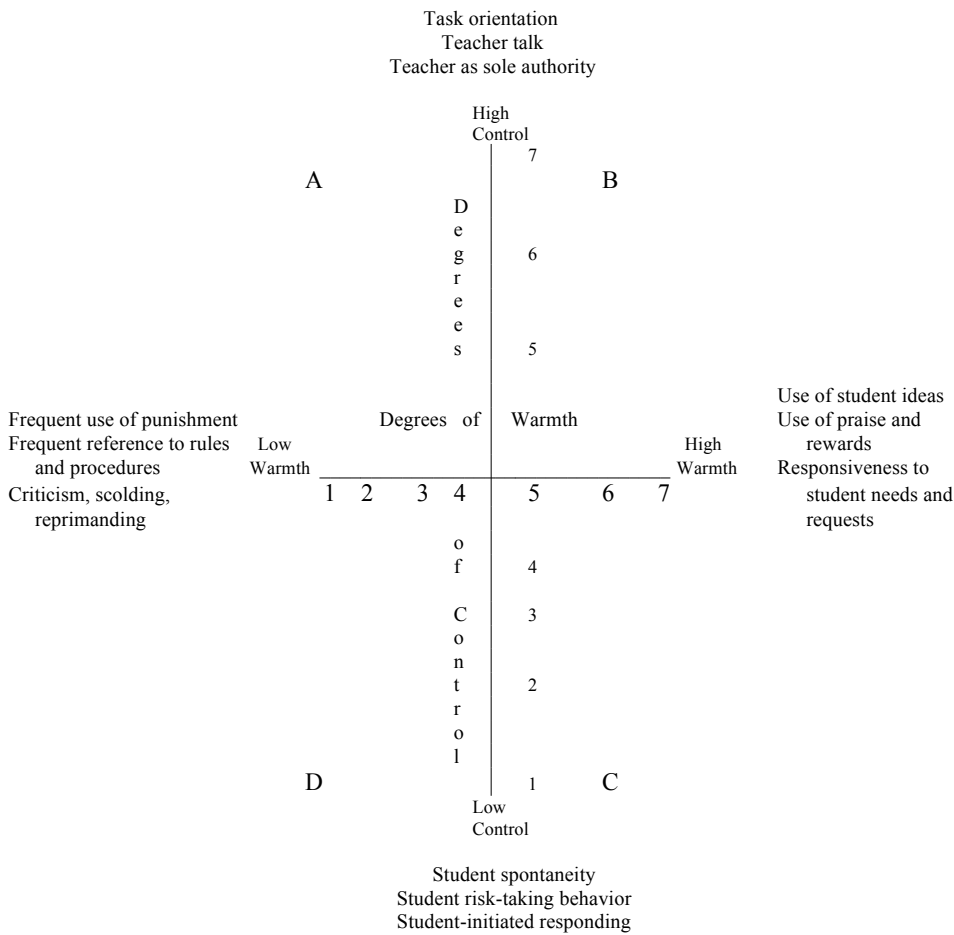 Task orientation
Teacher talk
Teacher as sole authority
High
Control
7
A
B
D
e
g
r
e
e
s
6
5
Frequent use of punishment
Frequent reference to rules
and procedures
Criticism, scolding,
reprimanding
Low
Warmth
Degrees of Warmth
High
Warmth
Use of student ideas
Use of praise and
rewards
Responsiveness to
student needs and
requests
1 2 3 4 5 6 7
o
f
C
o
n
t
r
o
l
4
3
2
1
D
C
Low
Control
Student spontaneity
Student risk-taking behavior
Student-initiated responding